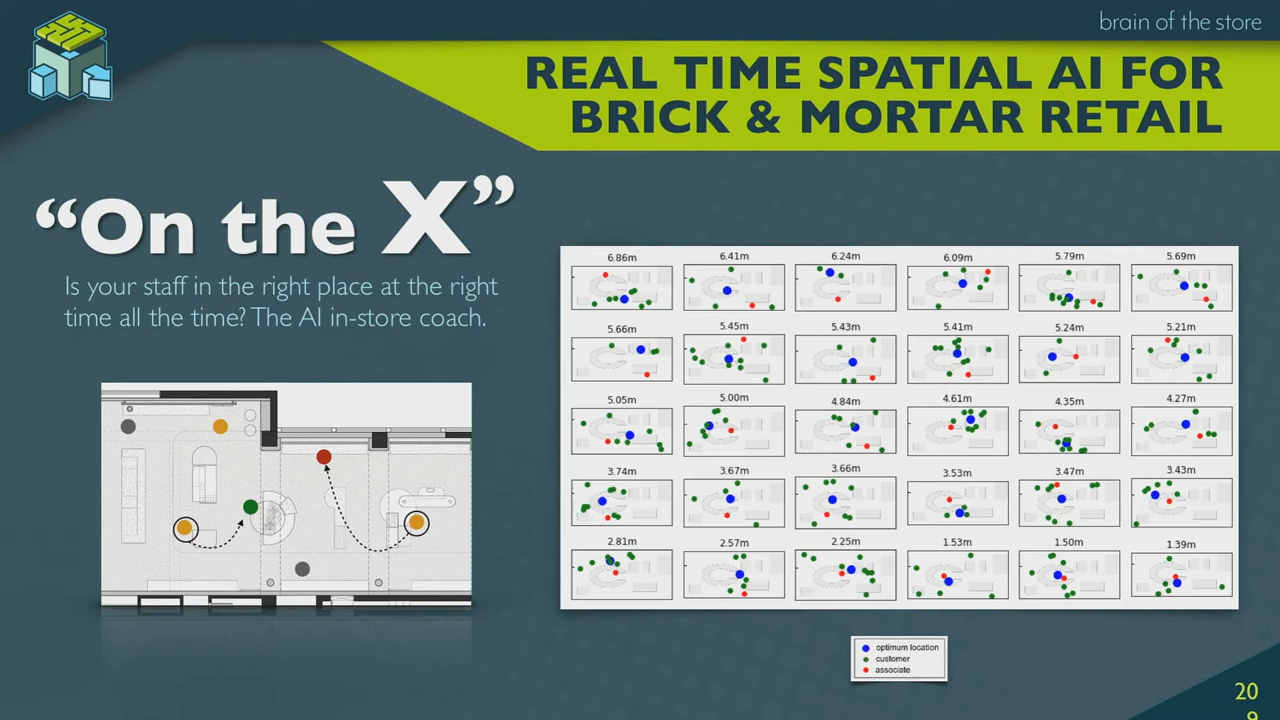 brain of the store
REAL TIME SPATIAL AI FOR
BRICK & MORTAR RETAIL
“On the X”
Is your staff in the right place at the right
time all the time? The AI in-store coach.
6.86m 6.41m 6.24m 6.09m 5.79m 5.69m
5.66m 5.45m 5.43m 5.41m 5.24m 5.21m
5.05m 5.00m 4.84m 4.61m 4.35m 4.27m
3.74m 3.67m 3.66m 3.53m 3.47m 3.43m
2.81m 2.57m 2.25m 1.53m 1.50m 1.39m
optimum location
customer
associate
20